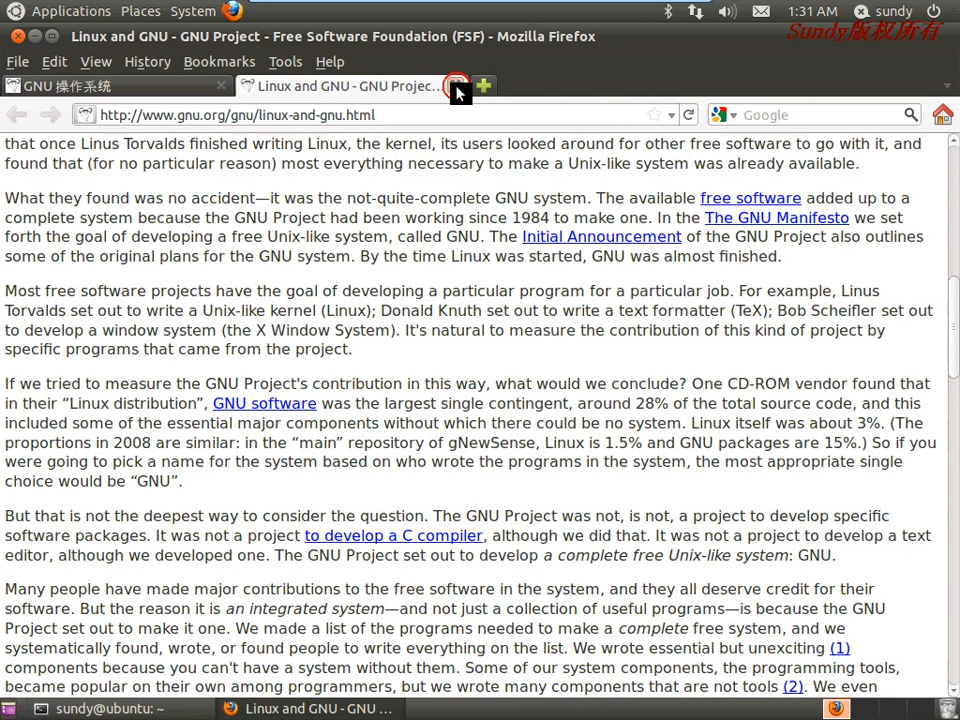 Applications Places System 1:31 AM sundy
Sundy版权所有
Linux and GNU - GNU Project - Free Software Foundation (FSF) - Mozilla Firefox
File Edit View History Bookmarks Tools Help
GNU 操作系统 Linux and GNU - GNU Projec...
http://www.gnu.org/gnu/linux-and-gnu.html Google
that once Linus Torvalds finished writing Linux, the kernel, its users looked around for other free software to go with it, and
found that (for no particular reason) most everything necessary to make a Unix-like system was already available.
What they found was no accident—it was the not-quite-complete GNU system. The available free software added up to a
complete system because the GNU Project had been working since 1984 to make one. In the The GNU Manifesto we set
forth the goal of developing a free Unix-like system, called GNU. The Initial Announcement of the GNU Project also outlines
some of the original plans for the GNU system. By the time Linux was started, GNU was almost finished.
Most free software projects have the goal of developing a particular program for a particular job. For example, Linus
Torvalds set out to write a Unix-like kernel (Linux); Donald Knuth set out to write a text formatter (TeX); Bob Scheifler set out
to develop a window system (the X Window System). It's natural to measure the contribution of this kind of project by
specific programs that came from the project.
If we tried to measure the GNU Project's contribution in this way, what would we conclude? One CD-ROM vendor found that
in their “Linux distribution”, GNU software was the largest single contingent, around 28% of the total source code, and this
included some of the essential major components without which there could be no system. Linux itself was about 3%. (The
proportions in 2008 are similar: in the “main” repository of gNewSense, Linux is 1.5% and GNU packages are 15%.) So if you
were going to pick a name for the system based on who wrote the programs in the system, the most appropriate single
choice would be “GNU”.
But that is not the deepest way to consider the question. The GNU Project was not, is not, a project to develop specific
software packages. It was not a project to develop a C compiler, although we did that. It was not a project to develop a text
editor, although we developed one. The GNU Project set out to develop a complete free Unix-like system: GNU.
Many people have made major contributions to the free software in the system, and they all deserve credit for their
software. But the reason it is an integrated system—and not just a collection of useful programs—is because the GNU
Project set out to make it one. We made a list of the programs needed to make a complete free system, and we
systematically found, wrote, or found people to write everything on the list. We wrote essential but unexciting (1)
components because you can't have a system without them. Some of our system components, the programming tools,
became popular on their own among programmers, but we wrote many components that are not tools (2). We even
sundy@ubuntu: ~ Linux and GNU - GNU ...